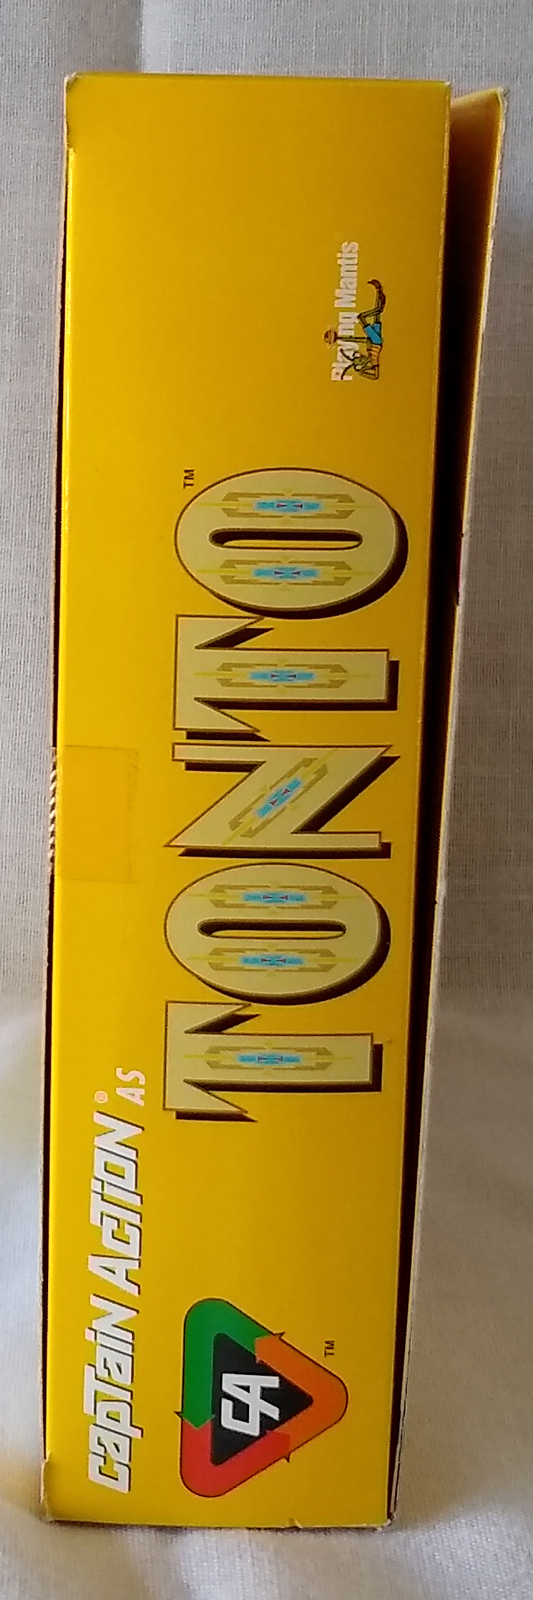 Captain Action® AS
TONTO™
CA™
Playing Mantis